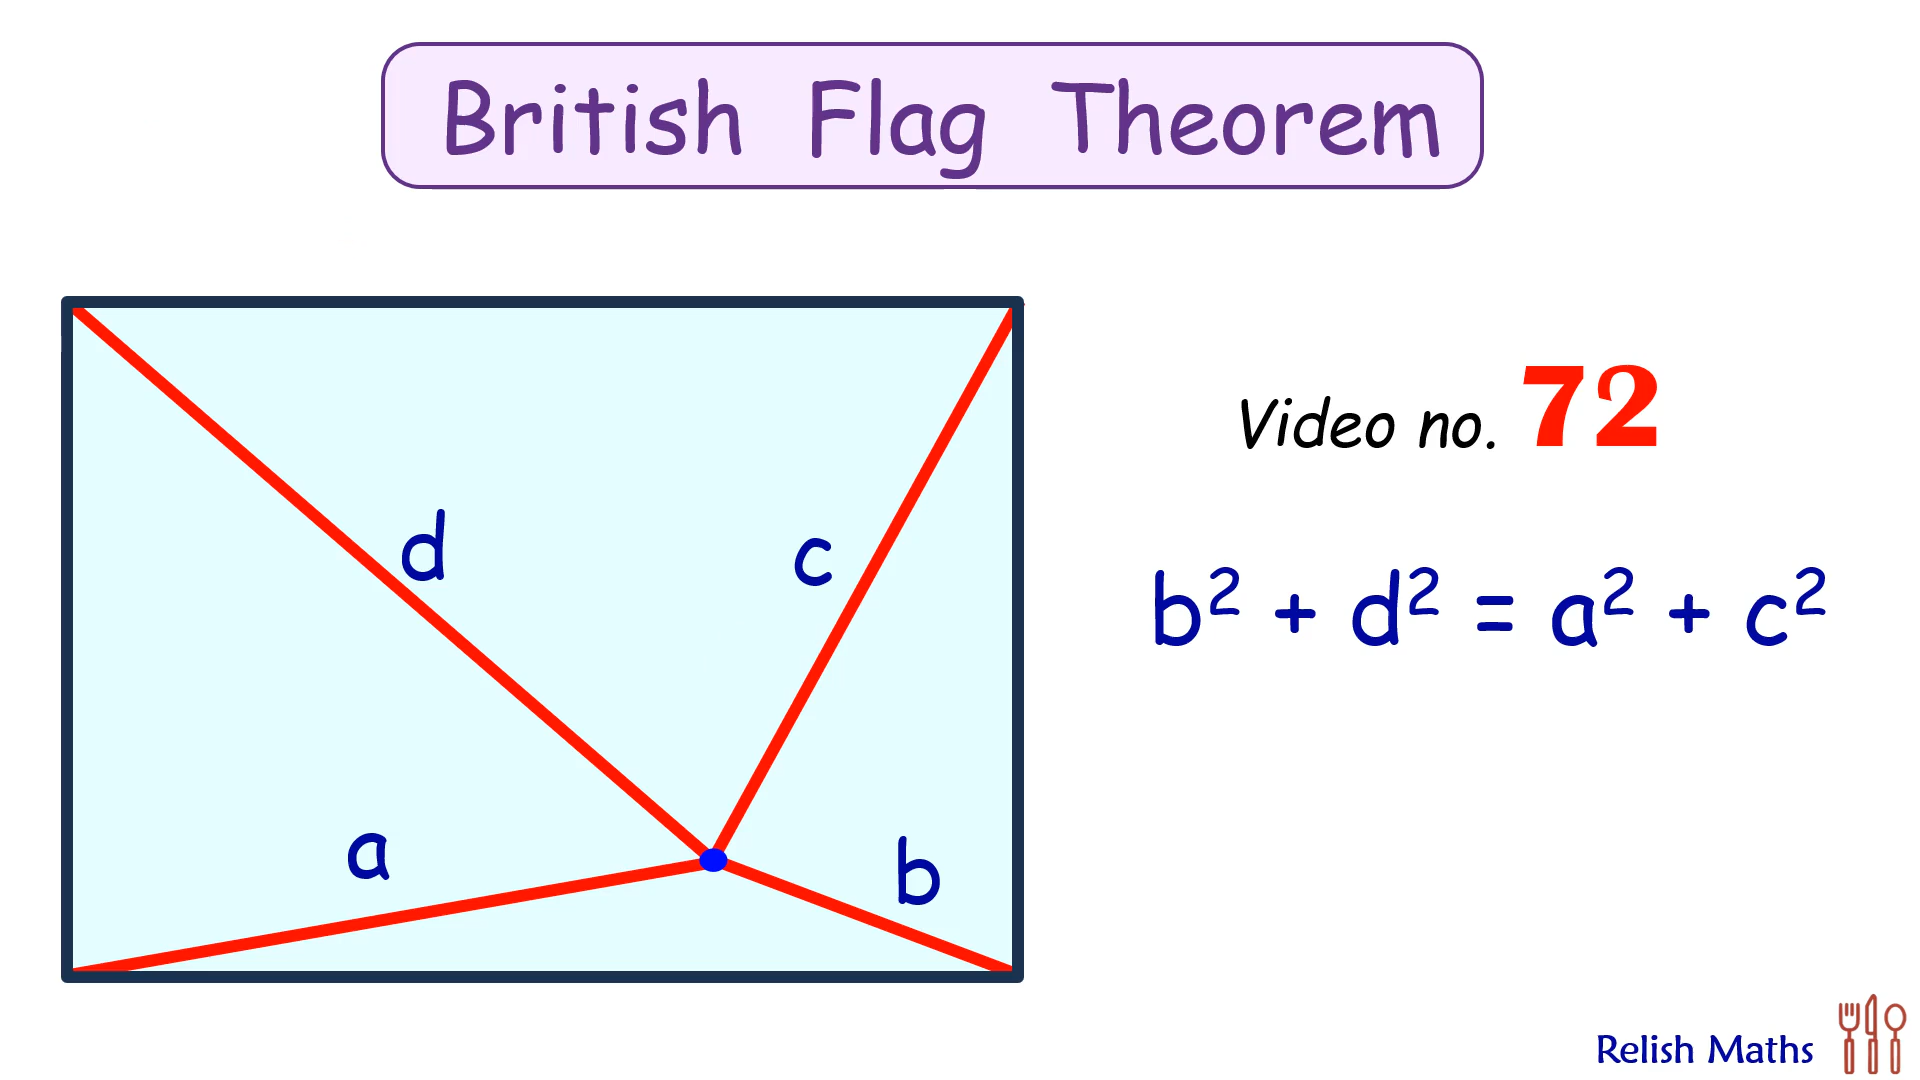 British Flag Theorem
Video no. 72
d
c
b² + d² = a² + c²
a
b
Relish Maths